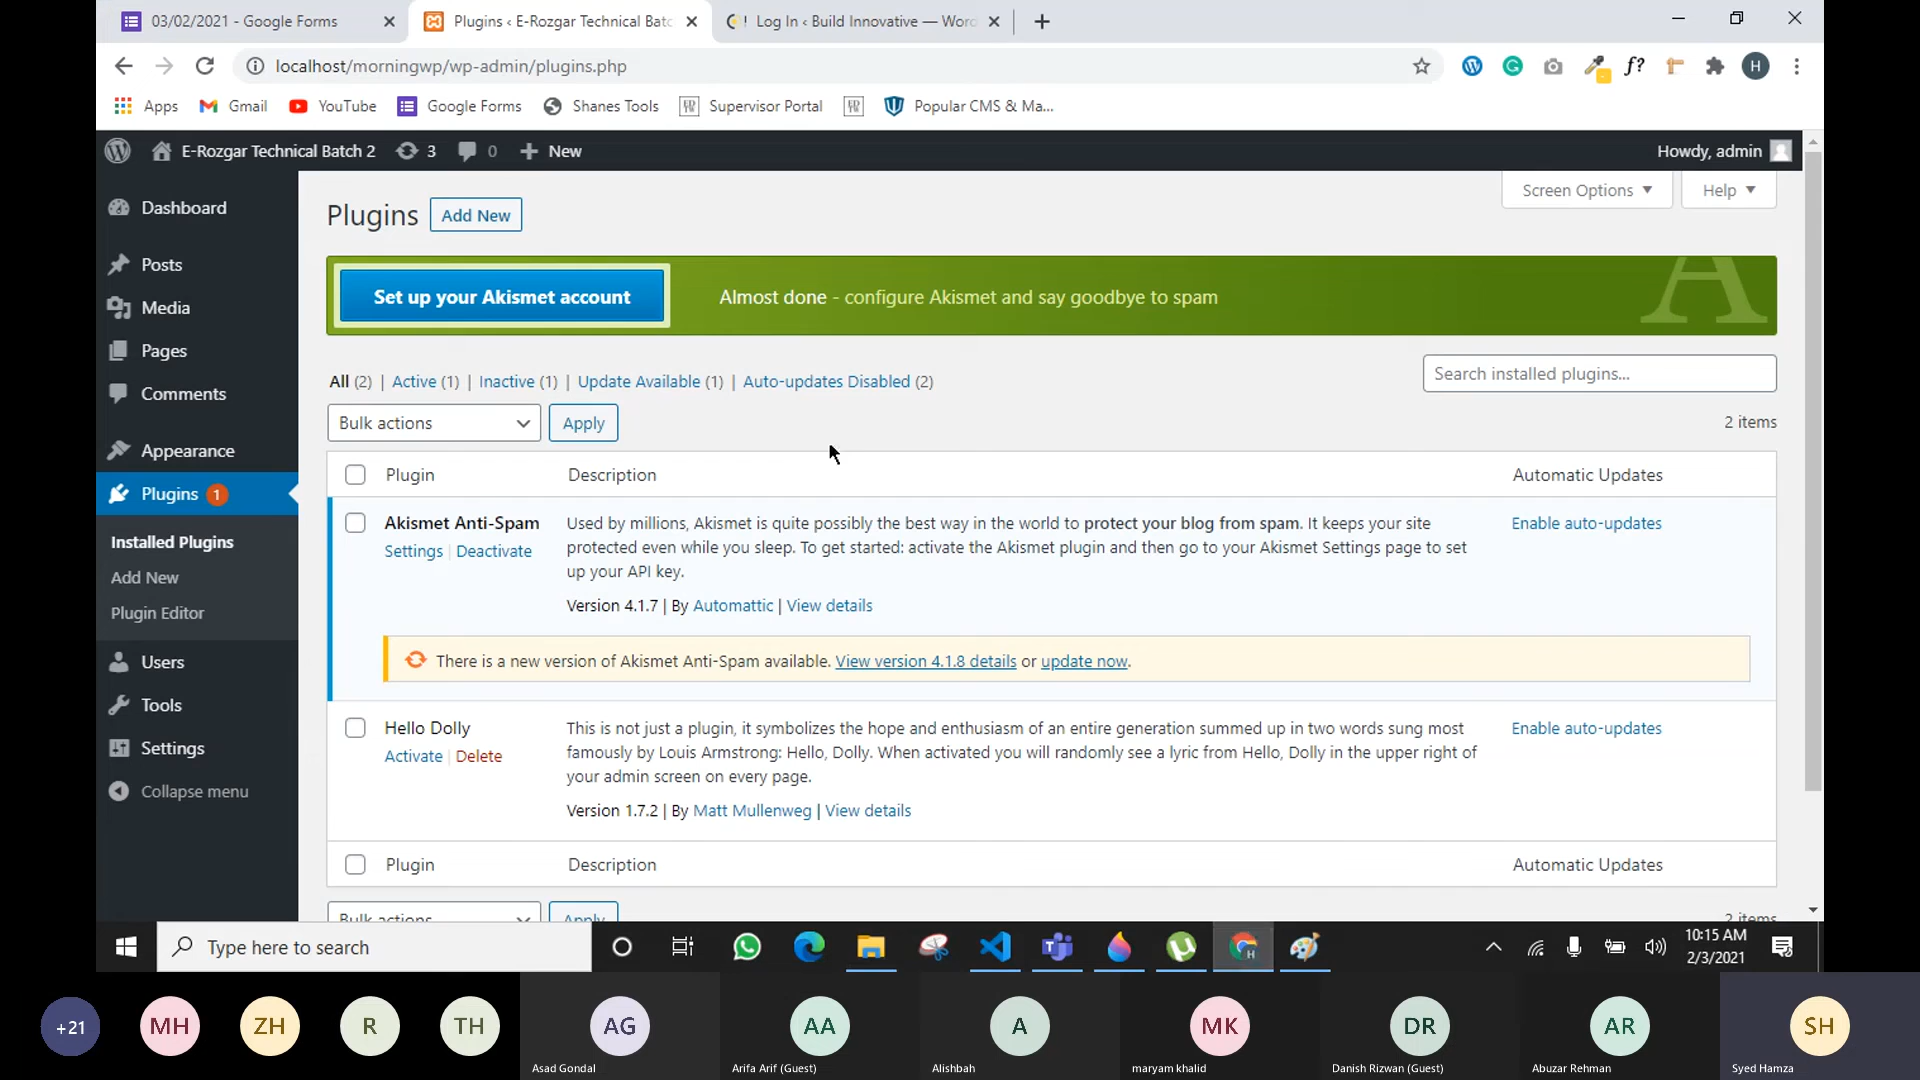 03/02/2021 - Google Forms
Plugins ‹ E-Rozgar Technical Batc
Log In ‹ Build Innovative — Word
localhost/morningwp/wp-admin/plugins.php
f?
H
Apps
Gmail
YouTube
Google Forms
Shanes Tools
Supervisor Portal
Popular CMS & Ma...
E-Rozgar Technical Batch 2
3
0
New
Howdy, admin
Dashboard
Posts
Media
Pages
Comments
Appearance
Plugins 1
Installed Plugins
Add New
Plugin Editor
Users
Tools
Settings
Collapse menu
Screen Options
Help
Plugins
Add New
Set up your Akismet account
Almost done - configure Akismet and say goodbye to spam
A
All (2) | Active (1) | Inactive (1) | Update Available (1) | Auto-updates Disabled (2)
Search installed plugins...
Bulk actions
Apply
2 items
Plugin
Description
Automatic Updates
Akismet Anti-Spam
Settings | Deactivate
Used by millions, Akismet is quite possibly the best way in the world to protect your blog from spam. It keeps your site
protected even while you sleep. To get started: activate the Akismet plugin and then go to your Akismet Settings page to set
up your API key.
Version 4.1.7 | By Automattic | View details
Enable auto-updates
There is a new version of Akismet Anti-Spam available. View version 4.1.8 details or update now.
Hello Dolly
Activate | Delete
This is not just a plugin, it symbolizes the hope and enthusiasm of an entire generation summed up in two words sung most
famously by Louis Armstrong: Hello, Dolly. When activated you will randomly see a lyric from Hello, Dolly in the upper right of
your admin screen on every page.
Version 1.7.2 | By Matt Mullenweg | View details
Enable auto-updates
Plugin
Description
Automatic Updates
Bulk actions
Apply
2 items
Type here to search
10:15 AM
2/3/2021
+21
MH
ZH
R
TH
AG
Asad Gondal
AA
Arifa Arif (Guest)
A
Alishbah
MK
maryam khalid
DR
Danish Rizwan (Guest)
AR
Abuzar Rehman
SH
Syed Hamza